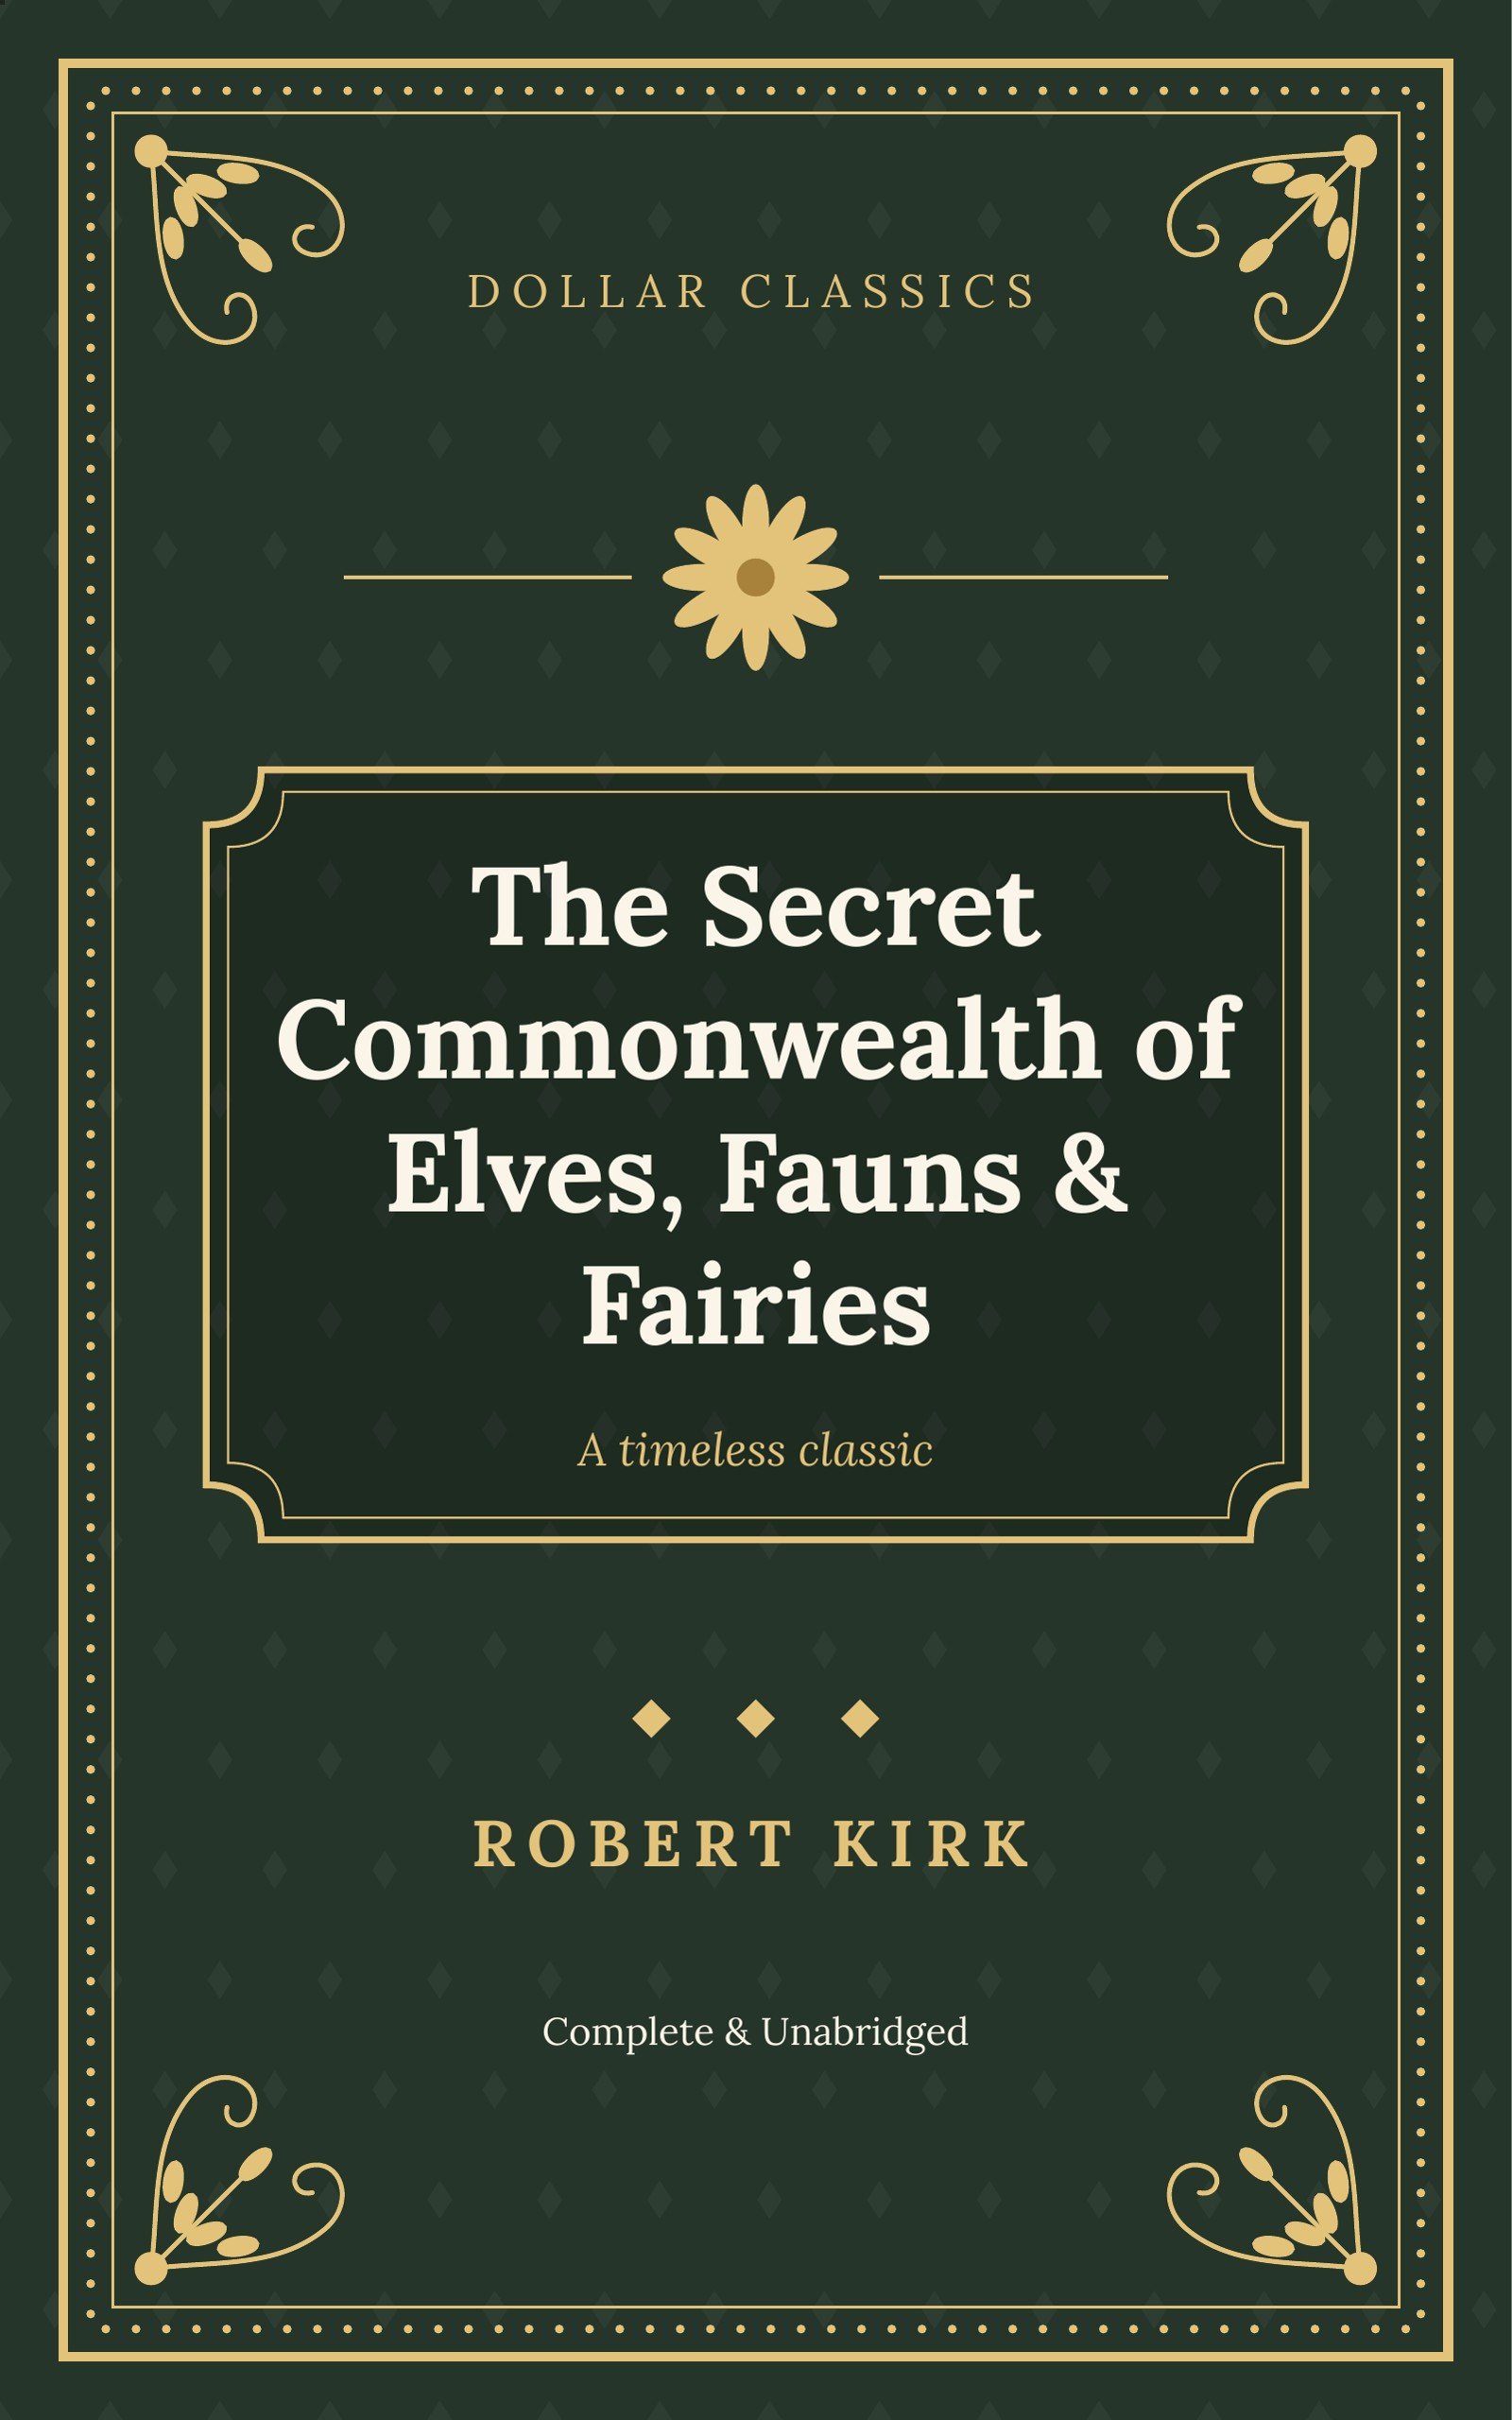 DOLLAR CLASSICS
The Secret
Commonwealth of
Elves, Fauns &
Fairies
A timeless classic
ROBERT KIRK
Complete & Unabridged